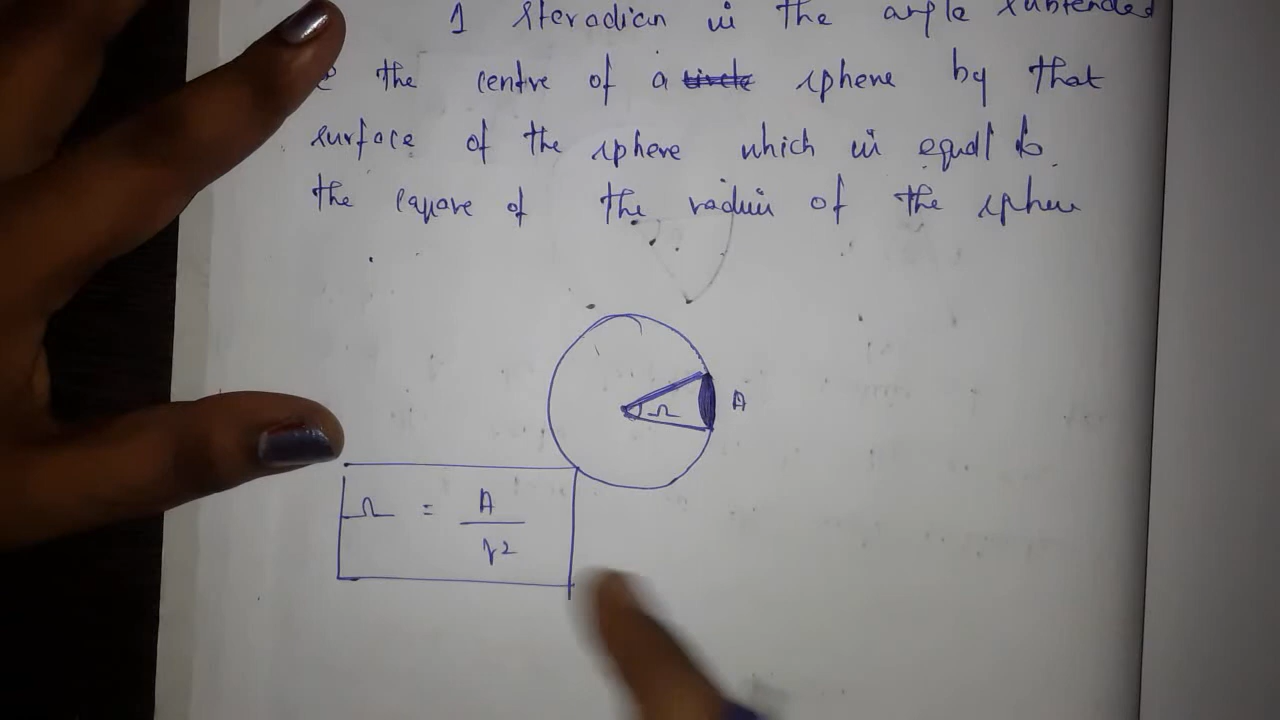 1 steradian is the angle subtended
the centre of a circle sphere by that
surface of the sphere which is equal to
the square of the radius of the sphere
Ω A
Ω = A
r2